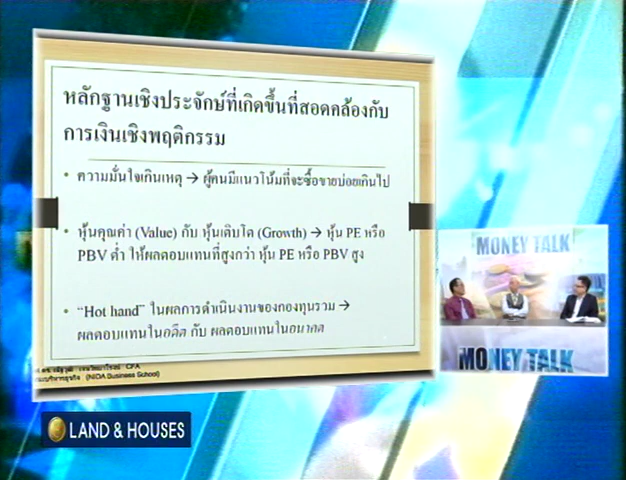 หลักฐานเชิงประจักษ์ที่เกิดขึ้นที่สอดคล้องกับ
การเงินเชิงพฤติกรรม
• ความมั่นใจเกินเหตุ → ผู้คนมีแนวโน้มที่จะซื้อขายบ่อยเกินไป
• หุ้นคุณค่า (Value) กับ หุ้นเติบโต (Growth) → หุ้น PE หรือ
PBV ต่ำ ให้ผลตอบแทนที่สูงกว่า หุ้น PE หรือ PBV สูง
• “Hot hand” ในผลการดำเนินงานของกองทุนรวม →
ผลตอบแทนในอดีต กับ ผลตอบแทนในอนาคต
CFA
(NIDA Business School)
MONEY TALK
MONEY TALK
LAND & HOUSES